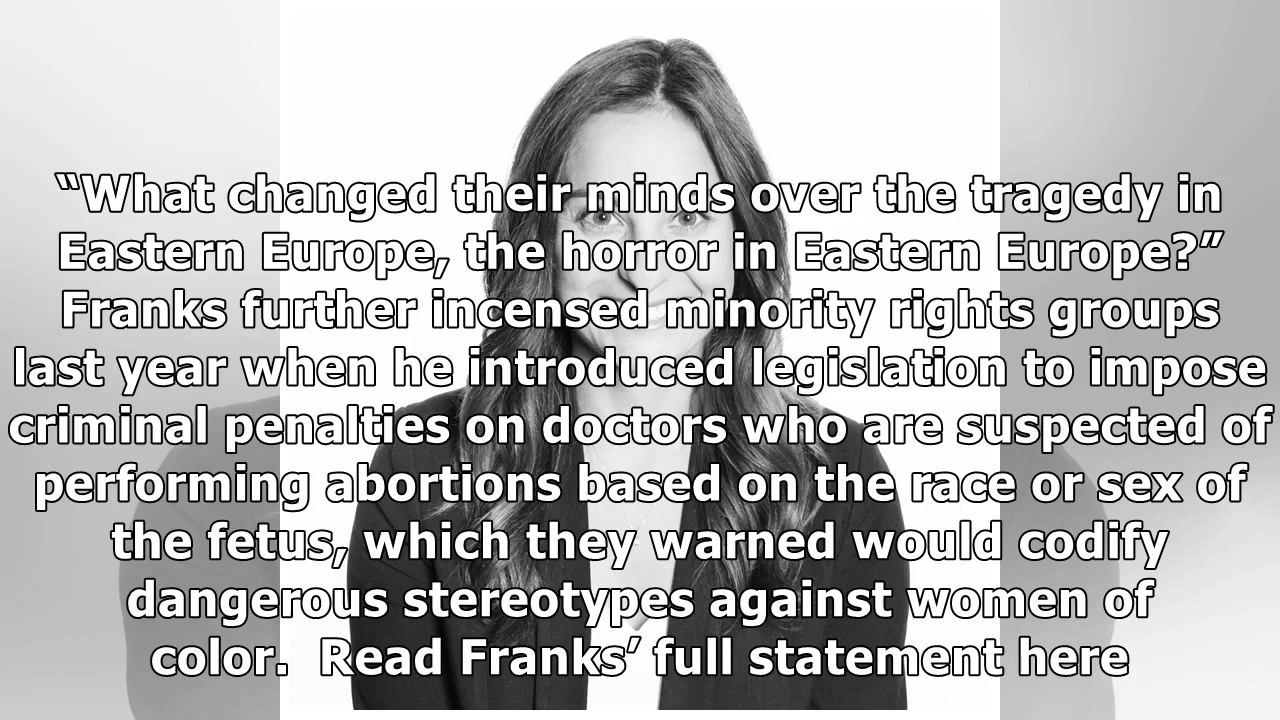 “What changed their minds over the tragedy in
Eastern Europe, the horror in Eastern Europe?”
Franks further incensed minority rights groups
last year when he introduced legislation to impose
criminal penalties on doctors who are suspected of
performing abortions based on the race or sex of
the fetus, which they warned would codify
dangerous stereotypes against women of
color.  Read Franks’ full statement here